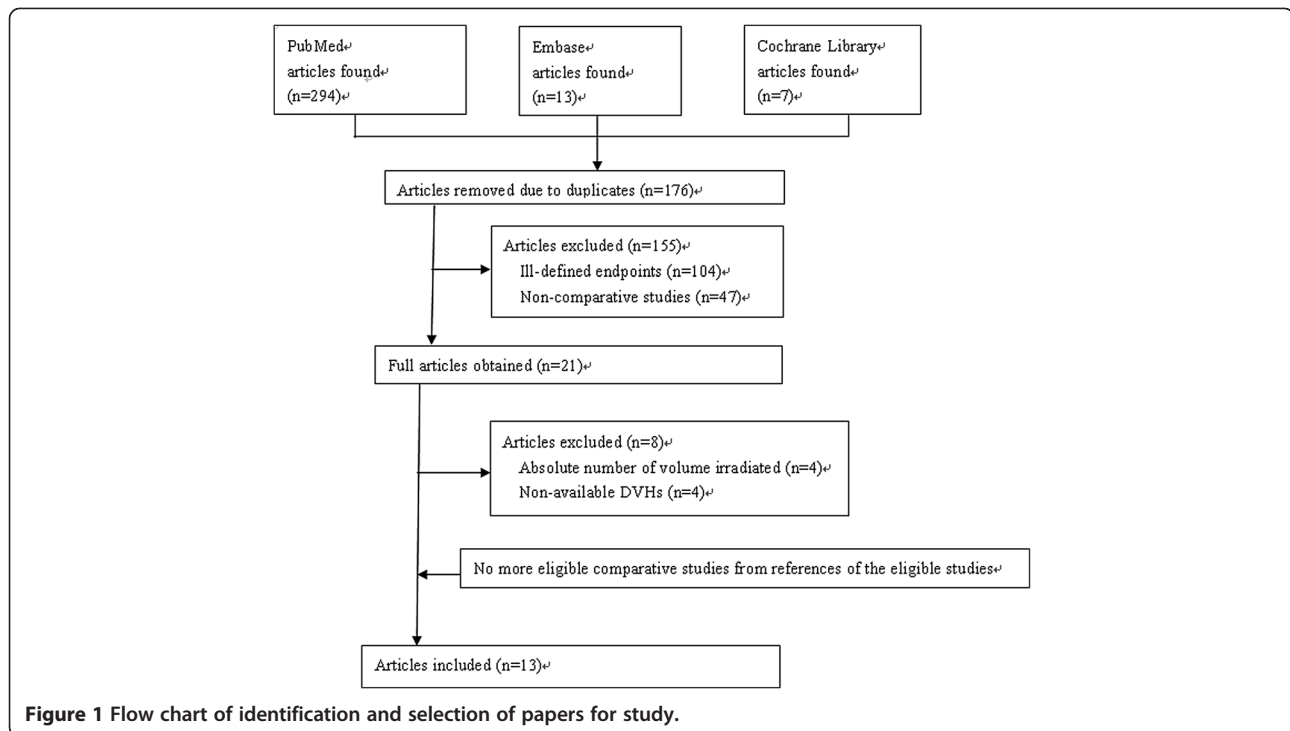 PubMed↵
articles found↵
(n=294)↵
Embase↵
articles found↵
(n=13)↵
Cochrane Library↵
articles found↵
(n=7)↵
Articles removed due to duplicates (n=176)↵
Articles excluded (n=155)↵
Ill-defined endpoints (n=104)↵
Non-comparative studies (n=47)↵
Full articles obtained (n=21)↵
Articles excluded (n=8)↵
Absolute number of volume irradiated (n=4)↵
Non-available DVHs (n=4)↵
No more eligible comparative studies from references of the eligible studies↵
Articles included (n=13)↵
Figure 1 Flow chart of identification and selection of papers for study.